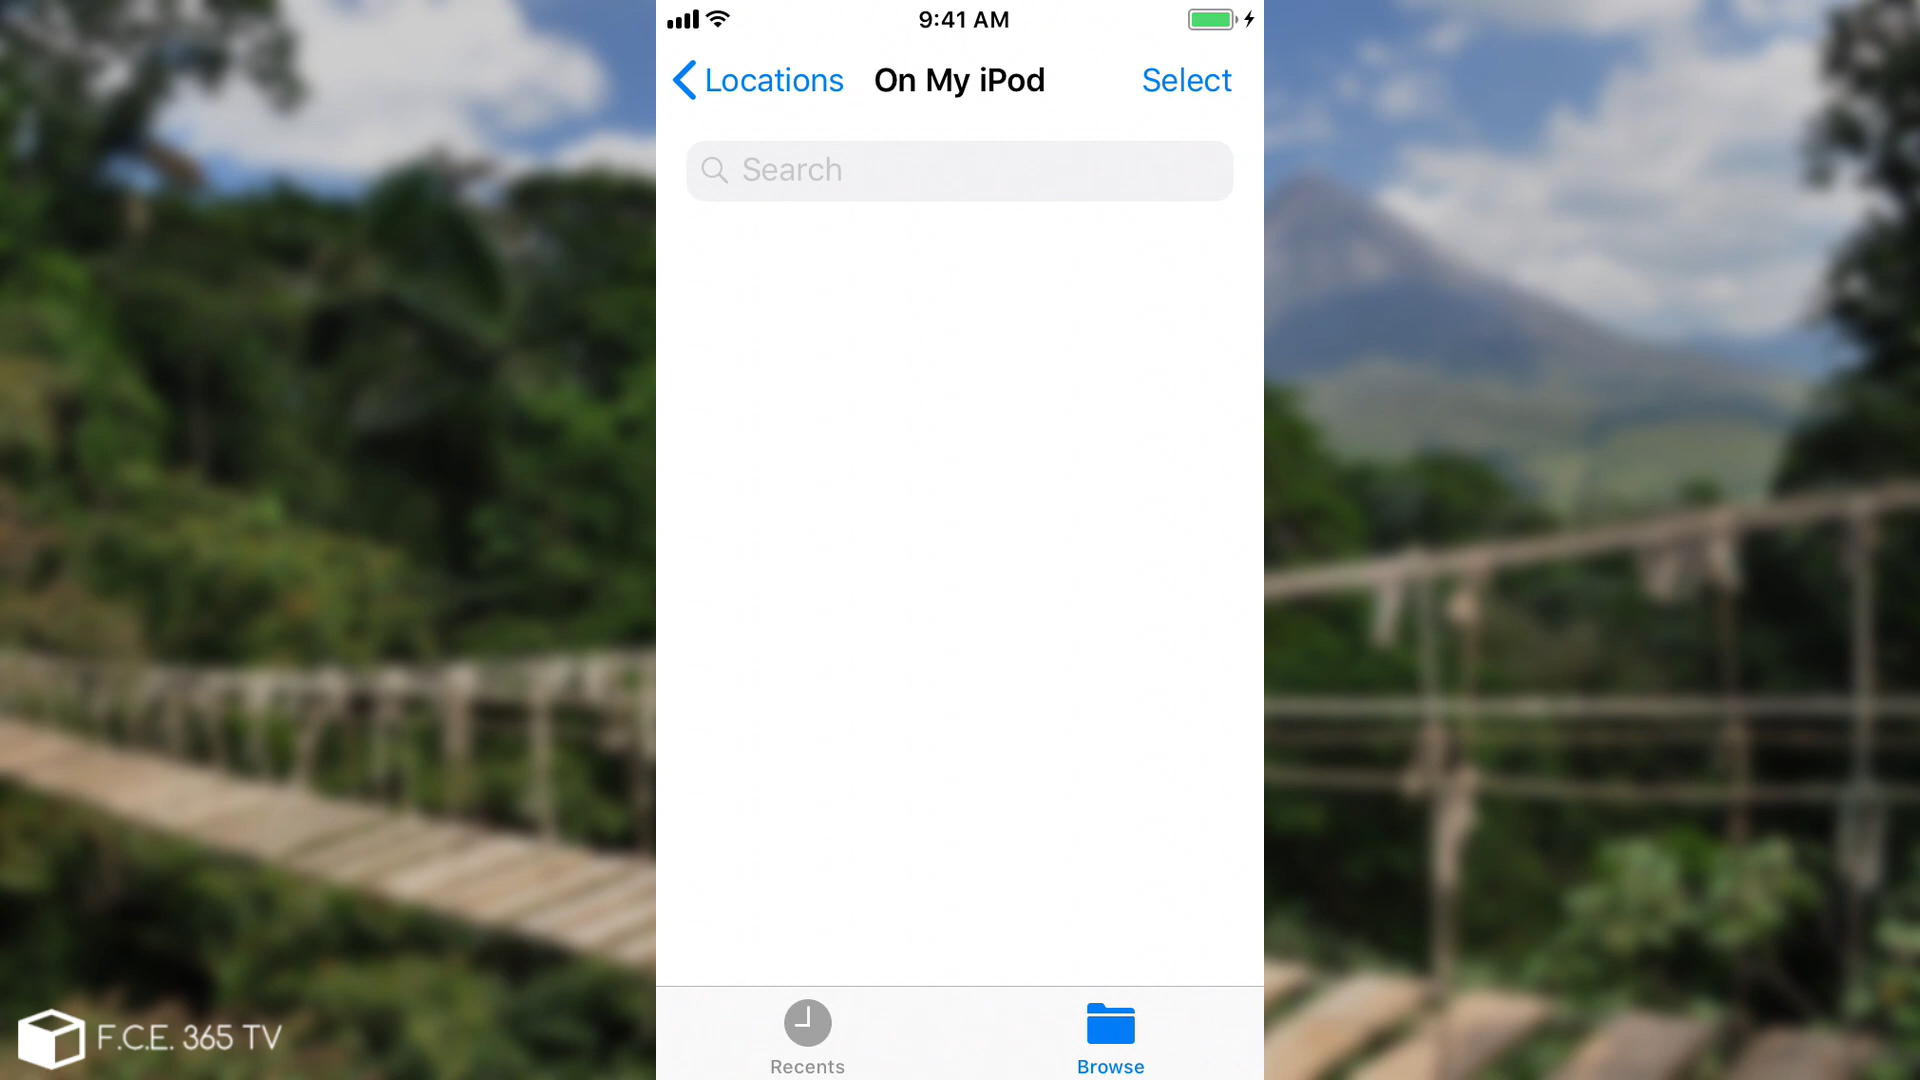 9:41 AM
Locations
On My iPod
Select
Search
Recents
Browse
F.C.E. 365 TV